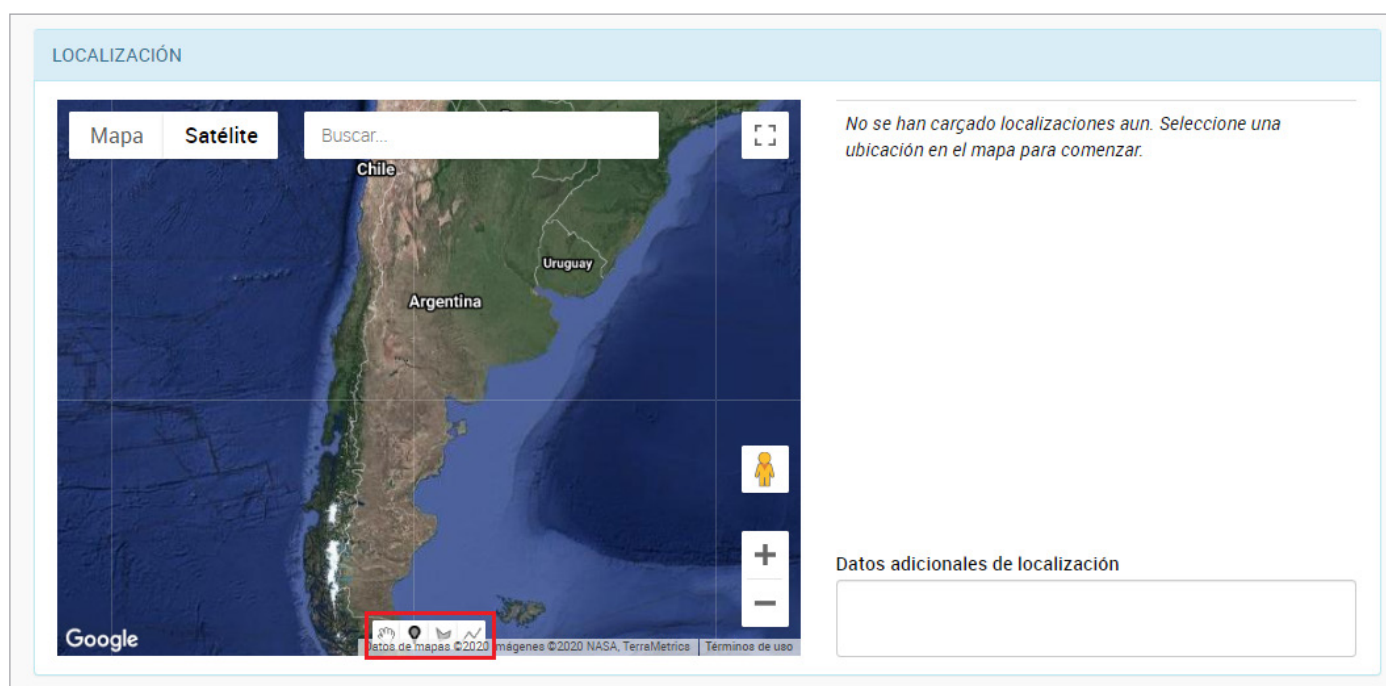 LOCALIZACIÓN
Mapa Satélite
Buscar...
Chile
Uruguay
Argentina
Google
Datos de mapas ©2020 Imágenes ©2020 NASA, TerraMetrics Términos de uso
No se han cargado localizaciones aun. Seleccione una
ubicación en el mapa para comenzar.
Datos adicionales de localización